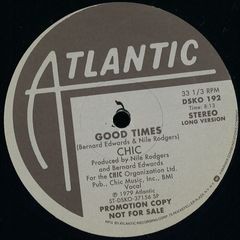 ATLANTIC
33 1/3 RPM
DSKO 192
Time: 8:13
STEREO
LONG VERSION
GOOD TIMES
(Bernard Edwards & Nile Rodgers)
CHIC
Produced by Nile Rodgers
and Bernard Edwards
For the CHIC Organization Ltd.
Pub., Chic Music, Inc., BMI
Vocal
℗ 1979 Atlantic
ST-DSKO-37156 SP
PROMOTION COPY
NOT FOR SALE